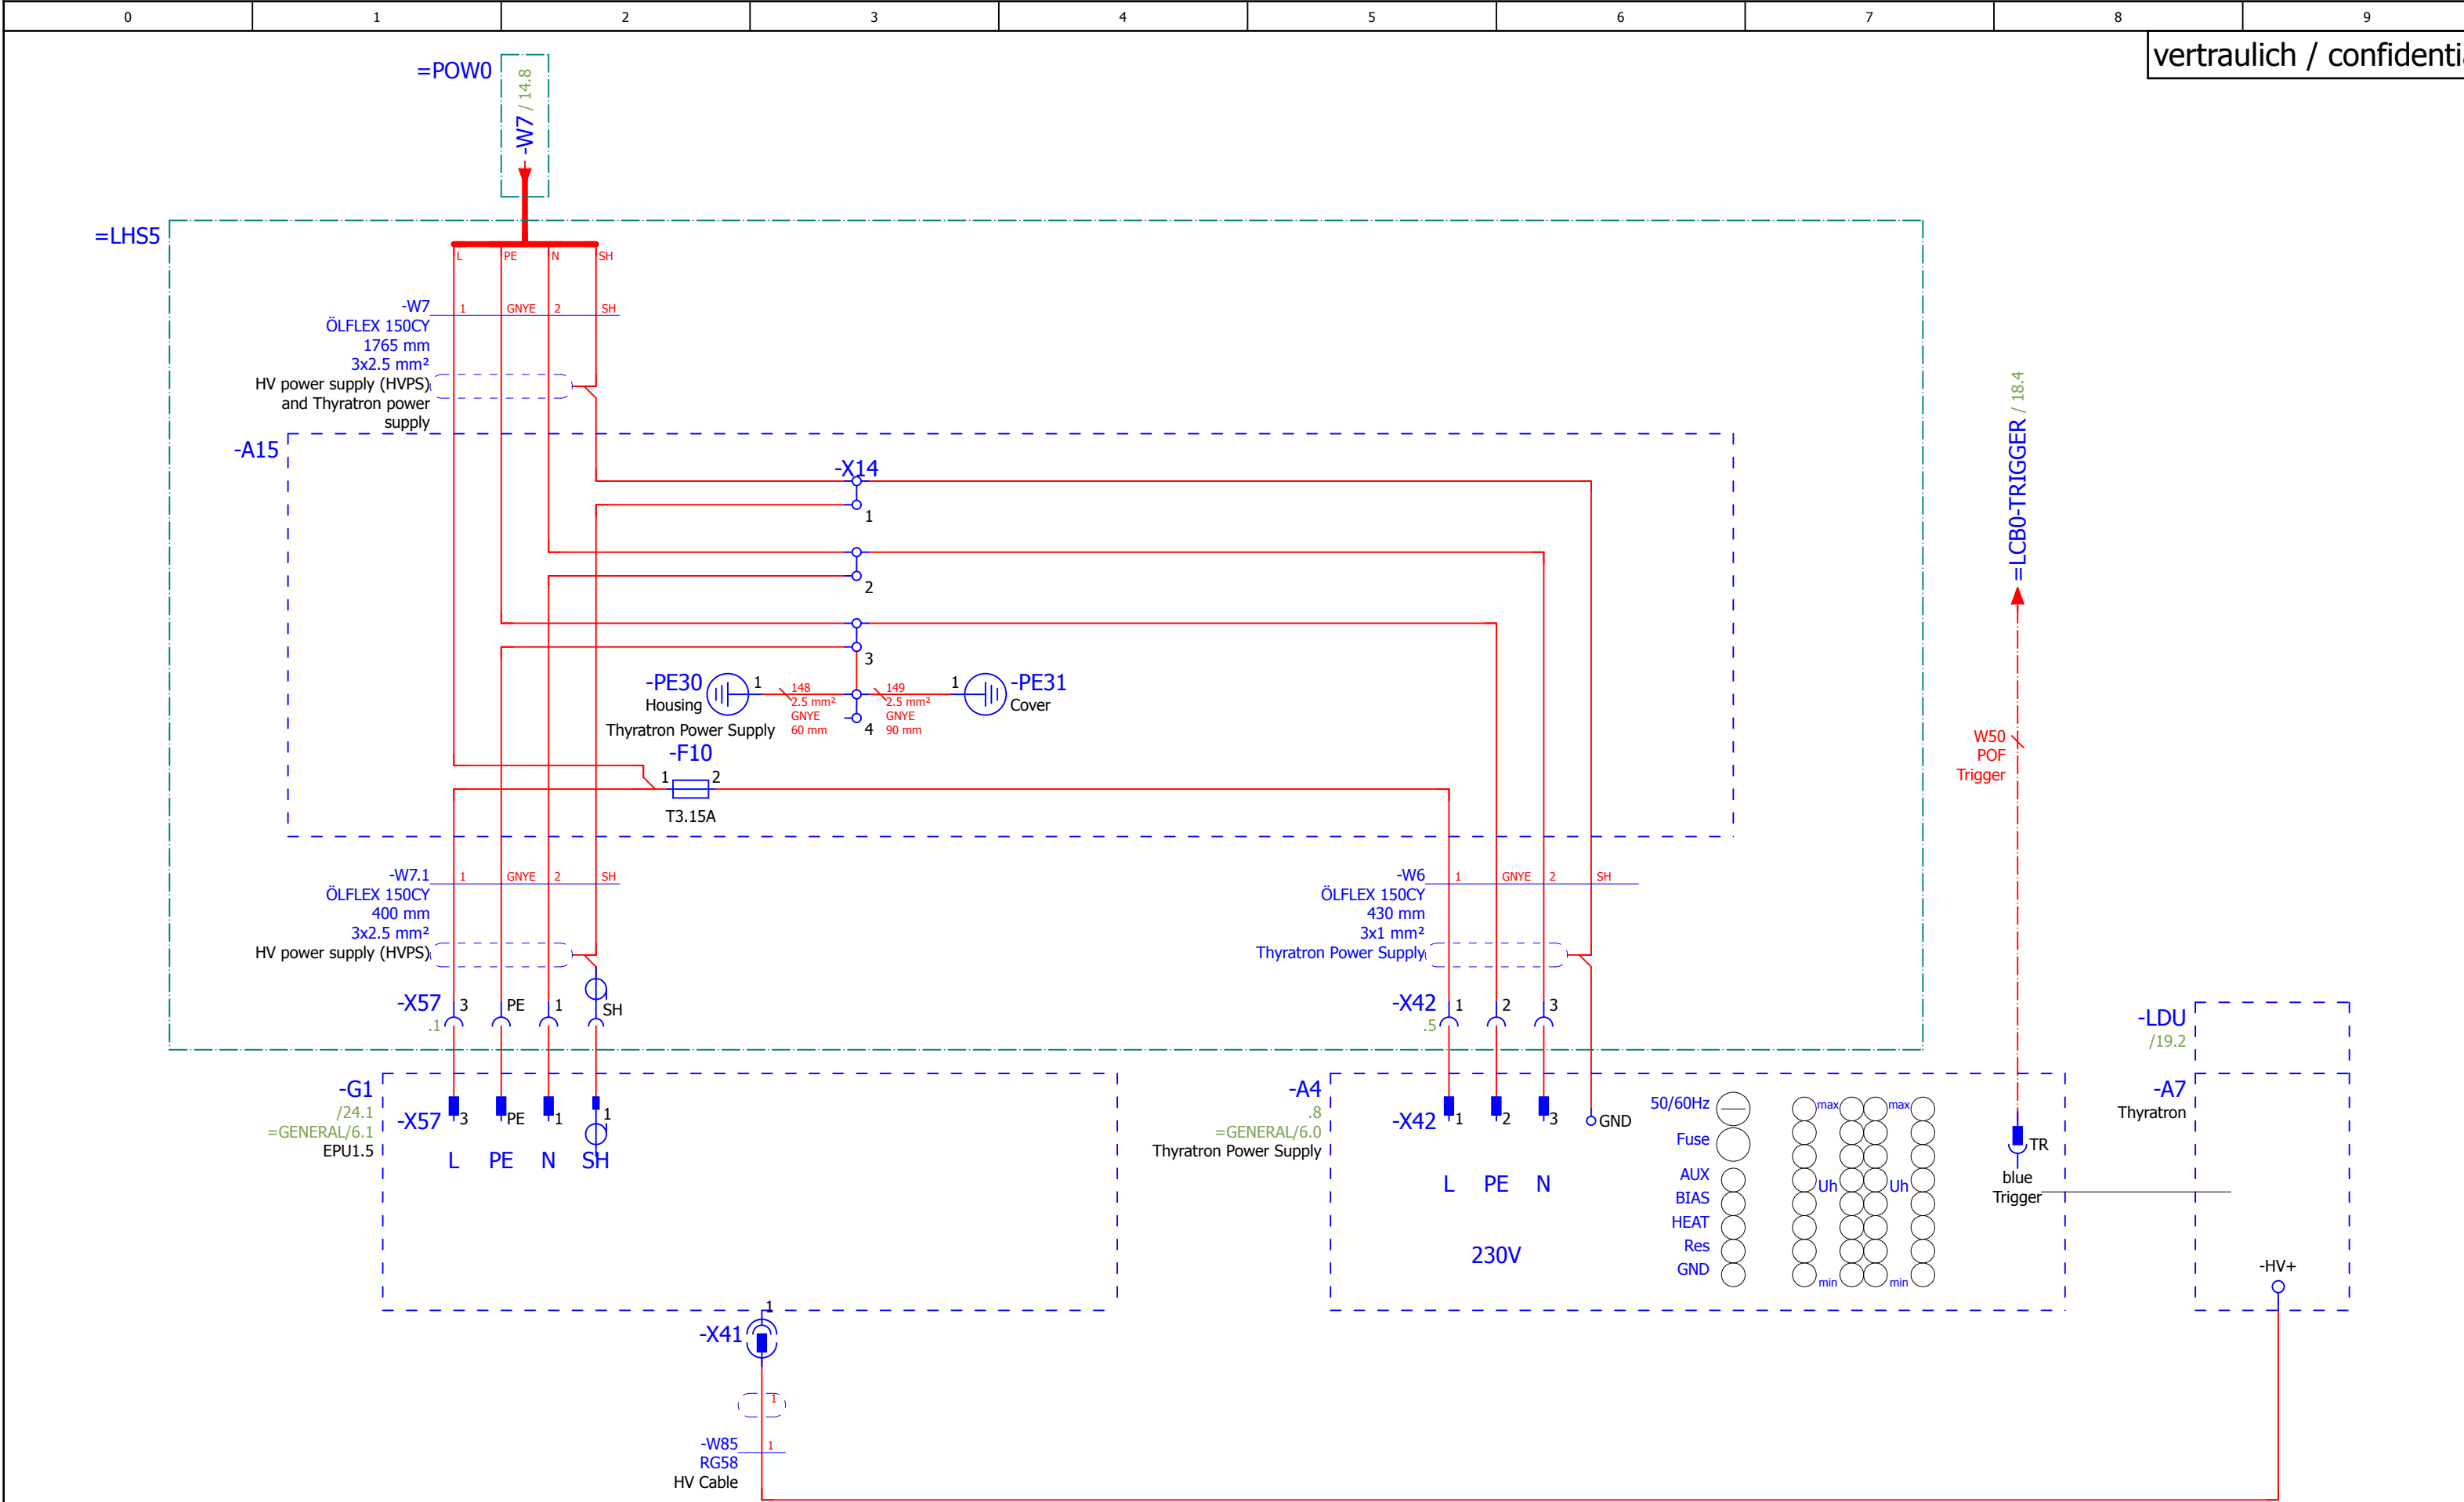 0 1 2 3 4 5 6 7 8 9
vertraulich / confidenti
=POW0
-W7 / 14.8
=LHS5
L PE N SH
-W7 1 GNYE 2 SH
ÖLFLEX 150CY
1765 mm
3x2.5 mm²
HV power supply (HVPS)
and Thyratron power
supply
=LCB0-TRIGGER / 18.4
-A15
-X14
1
2
3
-PE30 1 148 149 1 -PE31
Housing 2.5 mm² 2.5 mm² Cover
GNYE GNYE
Thyratron Power Supply 60 mm 4 90 mm
-F10
1 2
T3.15A
W50
POF
Trigger
-W7.1 1 GNYE 2 SH
ÖLFLEX 150CY
400 mm
3x2.5 mm²
HV power supply (HVPS)
-W6 1 GNYE 2 SH
ÖLFLEX 150CY
430 mm
3x1 mm²
Thyratron Power Supply
-X57 3 PE 1 SH
.1
-X42 1 2 3
.5
-LDU
/19.2
-G1
/24.1
=GENERAL/6.1
EPU1.5
-X57 3 PE 1 1
L PE N SH
-A4
.8
=GENERAL/6.0
Thyratron Power Supply
-X42 1 2 3 GND
L PE N
230V
50/60Hz
Fuse
AUX
BIAS
HEAT
Res
GND
max max
Uh Uh
min min
TR
blue
Trigger
-A7
Thyratron
-HV+
1
-X41
1
-W85 1
RG58
HV Cable